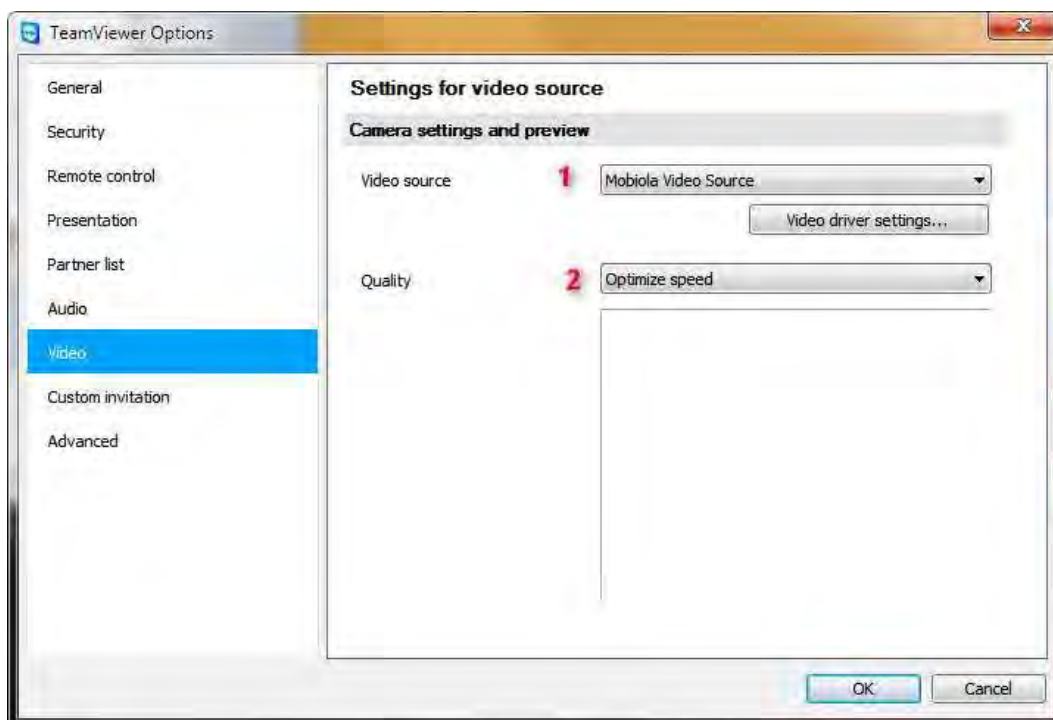 TeamViewer Options
General
Security
Remote control
Presentation
Partner list
Audio
Video
Custom invitation
Advanced
Settings for video source
Camera settings and preview
Video source 1 Mobiola Video Source
Video driver settings...
Quality 2 Optimize speed
OK Cancel